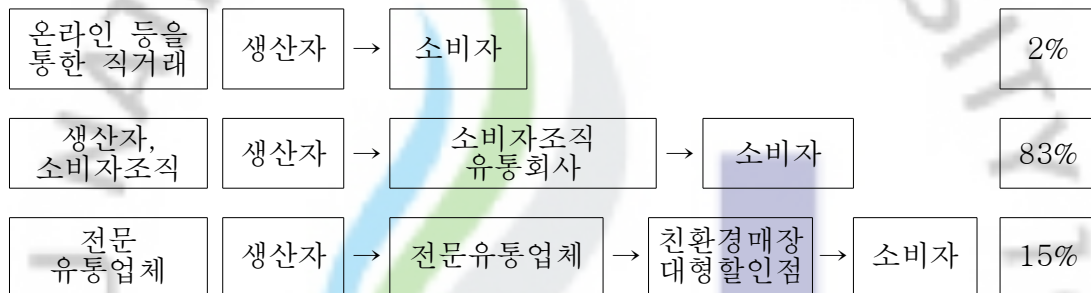 온라인 등을
통한 직거래
생산자 → 소비자
2%
생산자,
소비자조직
생산자 → 소비자조직
유통회사 → 소비자
83%
전문
유통업체
생산자 → 전문유통업체 → 친환경매장
대형할인점 → 소비자
15%